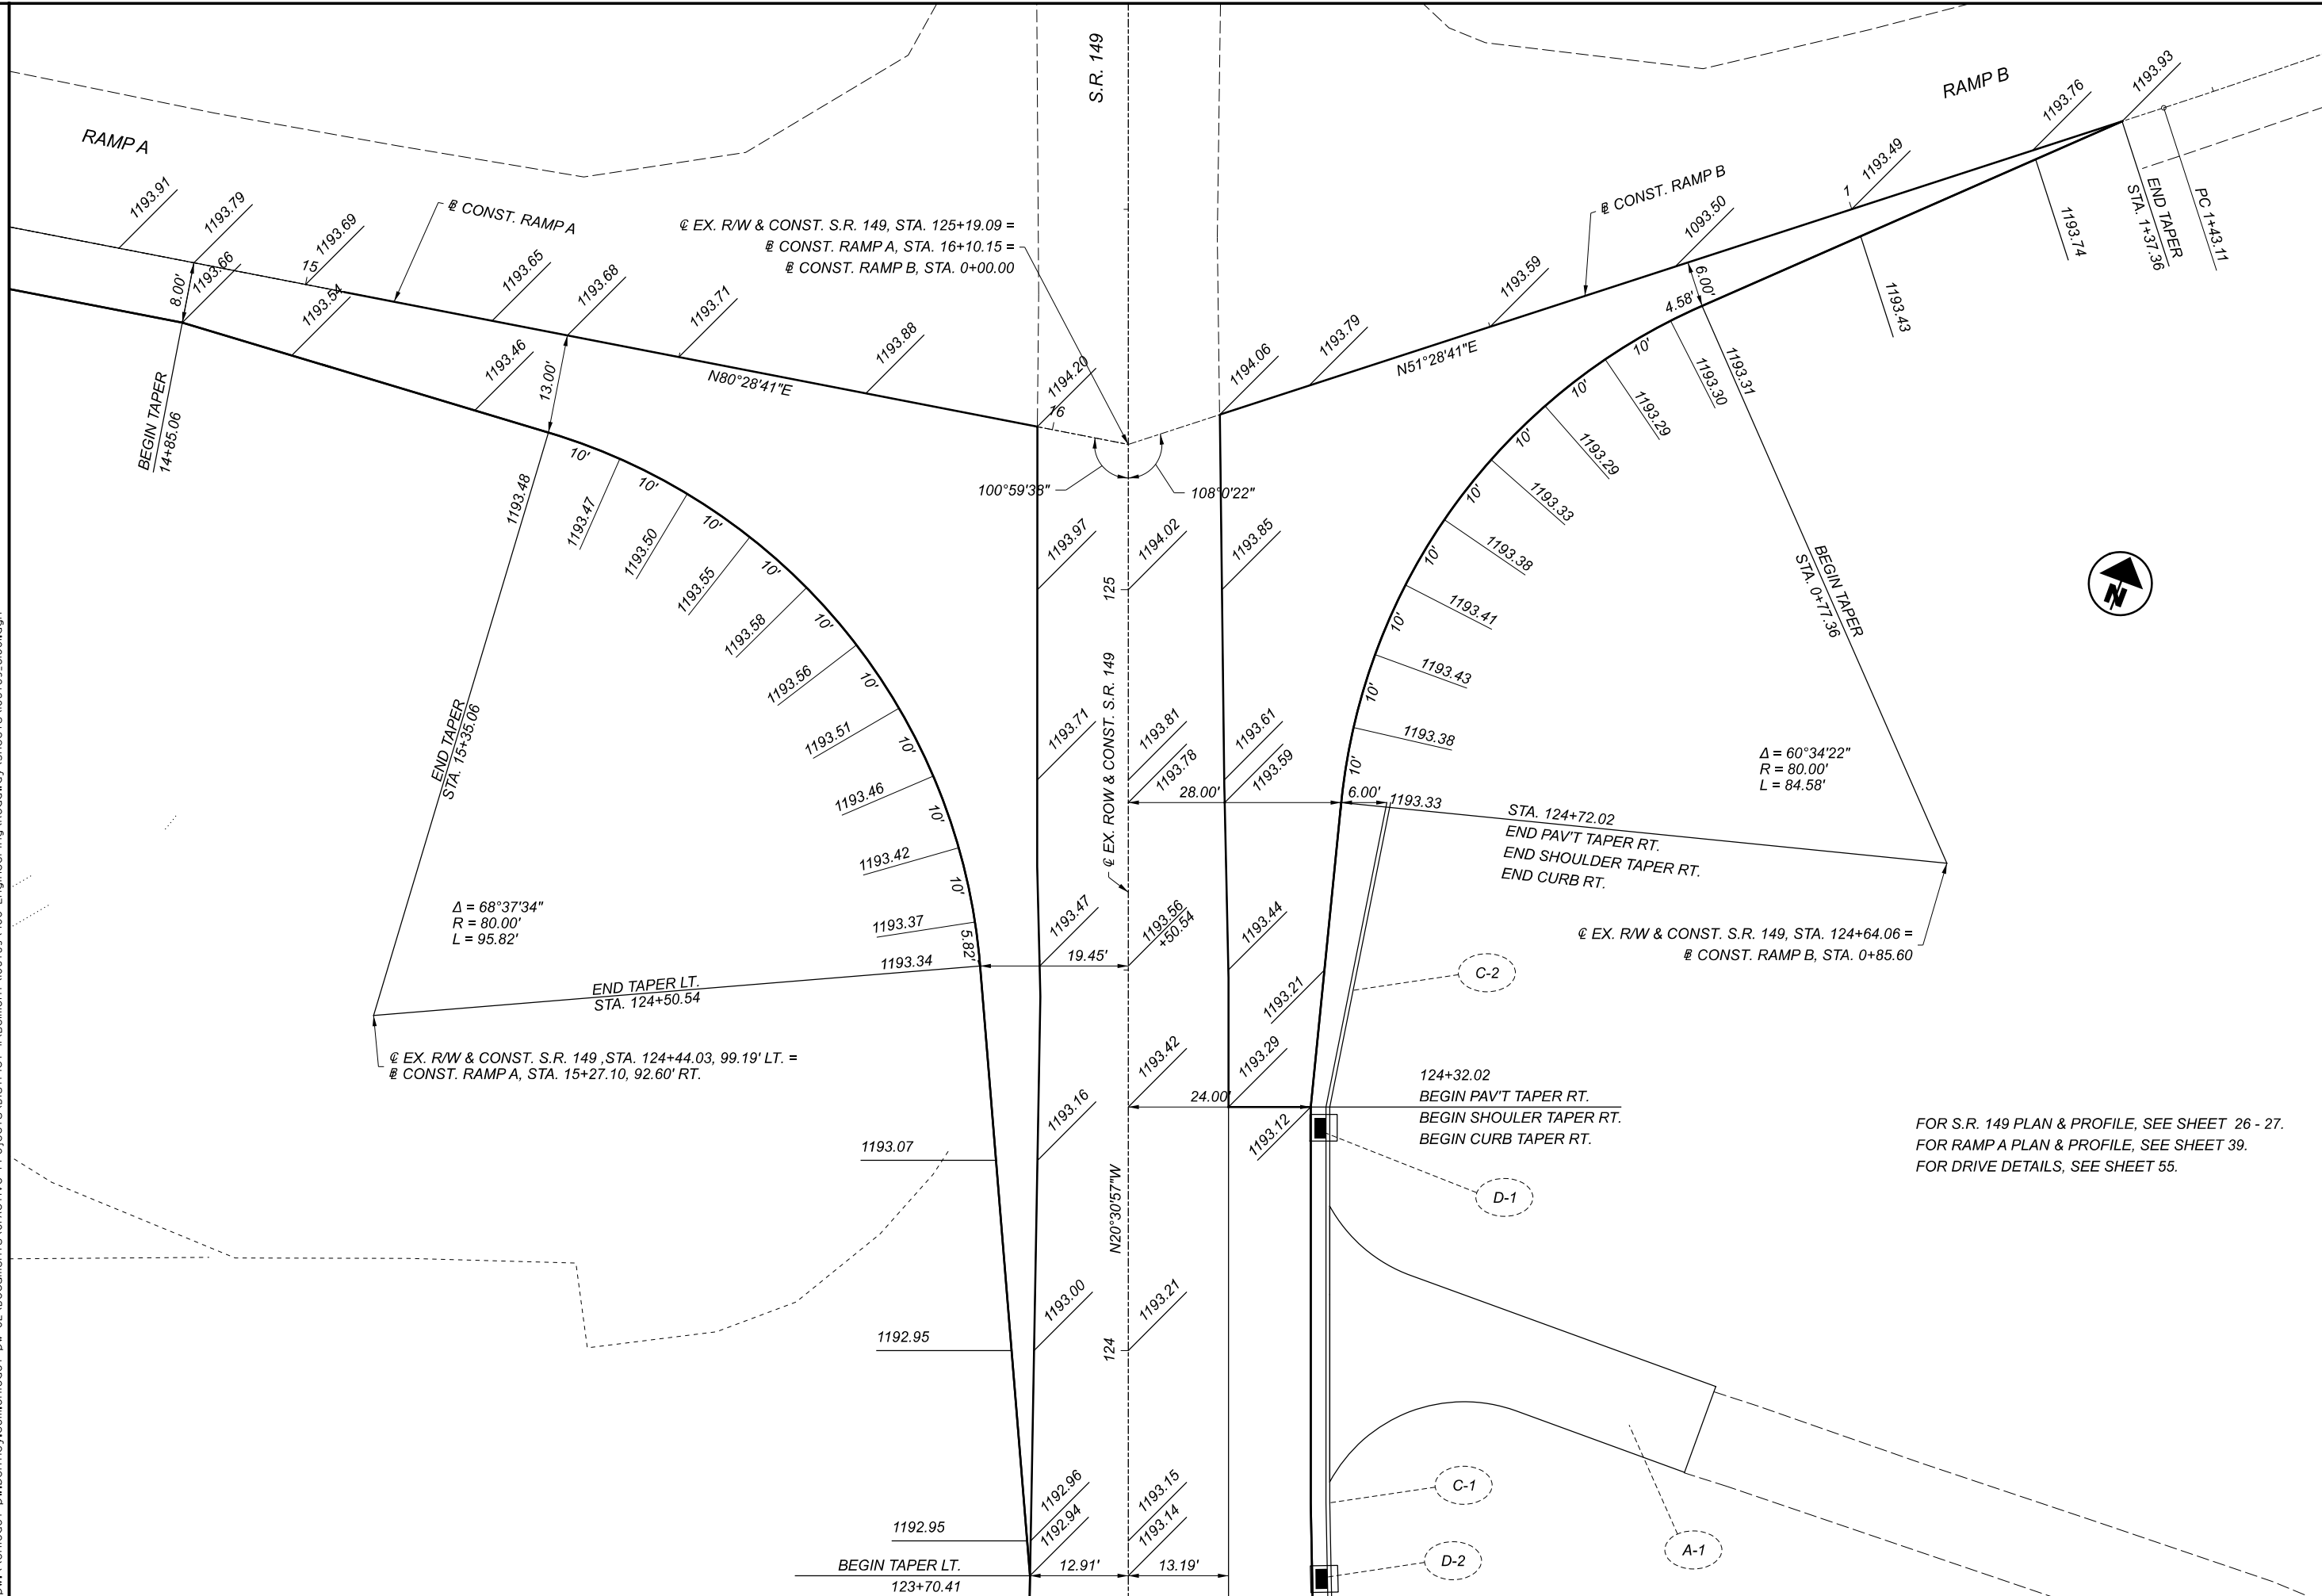 S.R. 149
RAMP A
RAMP B
1193.91
1193.79
1193.69
1193.66
1193.54
8.00'
15
℄ CONST. RAMP A
1193.65
1193.68
1193.71
1193.88
1194.20
16
1193.46
13.00'
N80°28'41"E
BEGIN TAPER
14+85.06
℄ EX. R/W & CONST. S.R. 149, STA. 125+19.09 =
℄ CONST. RAMP A, STA. 16+10.15 =
℄ CONST. RAMP B, STA. 0+00.00
100°59'38"
108°0'22"
1194.06
1193.79
N51°28'41"E
1193.59
℄ CONST. RAMP B
1093.50
1
1193.49
1193.76
1193.93
END TAPER
STA. 1+37.36
PC 1+43.11
1193.74
1193.43
6.00'
4.58'
1193.31
1193.30
10'
1193.29
10'
1193.29
10'
1193.33
10'
1193.38
10'
1193.41
10'
1193.43
10'
1193.38
10'
BEGIN TAPER
STA. 0+77.36
N
Δ = 60°34'22"
R = 80.00'
L = 84.58'
1193.48
10'
1193.47
10'
1193.50
10'
1193.55
10'
1193.58
10'
1193.56
10'
1193.51
10'
1193.46
10'
1193.42
10'
1193.37
5.82'
1193.34
END TAPER
STA. 15+35.06
Δ = 68°37'34"
R = 80.00'
L = 95.82'
END TAPER LT.
STA. 124+50.54
℄ EX. R/W & CONST. S.R. 149 ,STA. 124+44.03, 99.19' LT. =
℄ CONST. RAMP A, STA. 15+27.10, 92.60' RT.
1193.97
1194.02
1193.85
125
℄ EX. ROW & CONST. S.R. 149
1193.71
1193.81
1193.78
1193.61
1193.59
28.00'
6.00'
1193.33
STA. 124+72.02
END PAV'T TAPER RT.
END SHOULDER TAPER RT.
END CURB RT.
℄ EX. R/W & CONST. S.R. 149, STA. 124+64.06 =
℄ CONST. RAMP B, STA. 0+85.60
1193.47
19.45'
1193.56
+50.54
1193.44
1193.21
C-2
1193.42
1193.29
24.00'
1193.12
124+32.02
BEGIN PAV'T TAPER RT.
BEGIN SHOULER TAPER RT.
BEGIN CURB TAPER RT.
D-1
FOR S.R. 149 PLAN & PROFILE, SEE SHEET 26 - 27.
FOR RAMP A PLAN & PROFILE, SEE SHEET 39.
FOR DRIVE DETAILS, SEE SHEET 55.
1193.16
1193.07
N20°30'57"W
1193.00
1193.21
1192.95
124
1192.96
1192.94
1193.15
1193.14
1192.95
BEGIN TAPER LT.
123+70.41
12.91'
13.19'
C-1
D-2
A-1